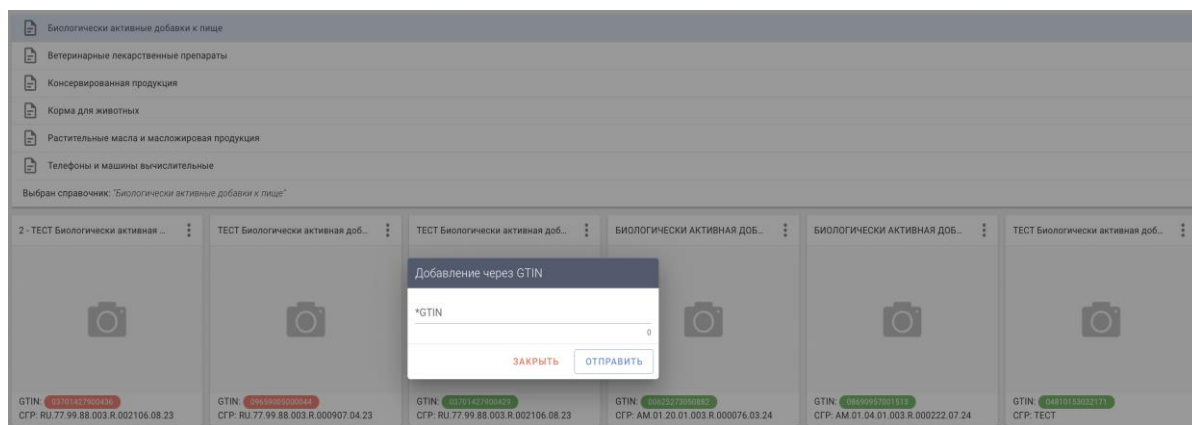 Биологически активные добавки к пище
Ветеринарные лекарственные препараты
Консервированная продукция
Корма для животных
Растительные масла и масложировая продукция
Телефоны и машины вычислительные
Выбран справочник: "Биологически активные добавки к пище"
2 - ТЕСТ Биологически активная ...
ТЕСТ Биологически активная доб...
ТЕСТ Биологически активная доб...
БИОЛОГИЧЕСКИ АКТИВНАЯ ДОБ...
БИОЛОГИЧЕСКИ АКТИВНАЯ ДОБ...
ТЕСТ Биологически активная доб...
Добавление через GTIN
*GTIN
0
ЗАКРЫТЬ
ОТПРАВИТЬ
GTIN: 03701427900436
СГР: RU.77.99.88.003.R.002106.08.23
GTIN:
СГР: RU.77.99.88.003.R.000907.04.23
GTIN: 03701427900429
СГР: RU.77.99.88.003.R.002106.08.23
GTIN: 00623273050882
СГР: AM.01.20.01.003.R.000076.03.24
GTIN: 08690957001513
СГР: AM.01.04.01.003.R.000222.07.24
GTIN: 04810153032171
СГР: ТЕСТ